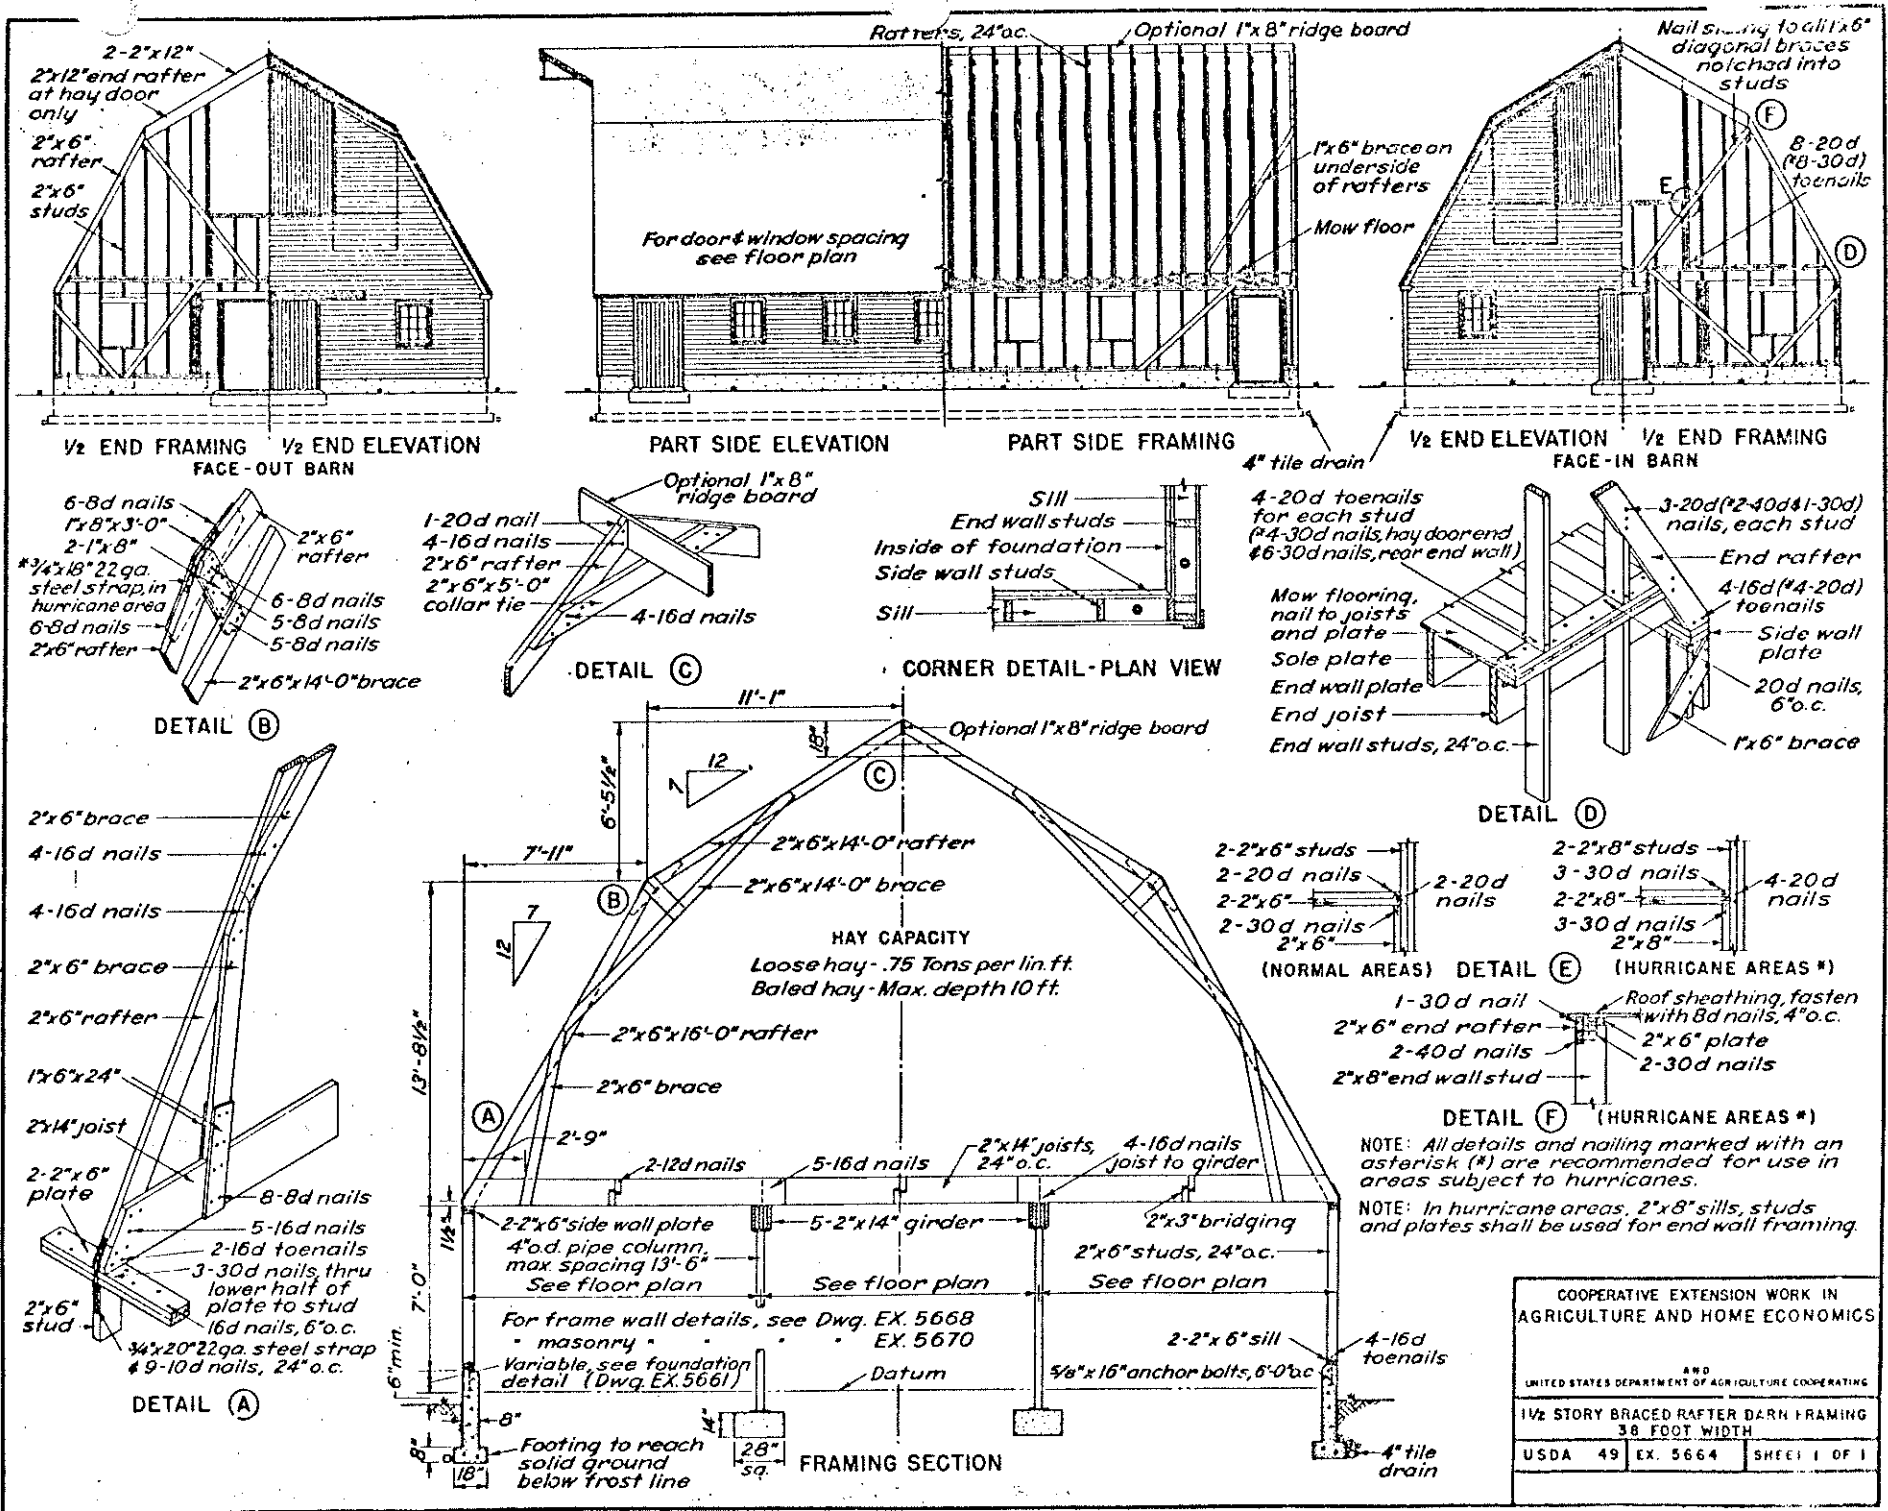 2-2"x12"
2"x12" end rafter
at hay door
only
2"x6"
rafter
2"x6"
studs
1/2 END FRAMING
1/2 END ELEVATION
FACE-OUT BARN
Rafters, 24"o.c.
Optional 1"x8" ridge board
For door & window spacing
see floor plan
1"x6" brace on
underside
of rafters
Mow floor
PART SIDE ELEVATION
PART SIDE FRAMING
4" tile drain
Nail siding to all 1"x6"
diagonal braces
notched into
studs
F
8-20d
(*8-30d)
toenails
E
D
1/2 END ELEVATION
1/2 END FRAMING
FACE-IN BARN
6-8d nails
1"x8"x3'-0"
2-1"x8"
*3/4"x18" 22ga.
steel strap, in
hurricane area
6-8d nails
2"x6" rafter
2"x6"
rafter
6-8d nails
5-8d nails
5-8d nails
2"x6"x14'-0" brace
DETAIL B
Optional 1"x8"
ridge board
1-20d nail
4-16d nails
2"x6" rafter
2"x6"x5'-0"
collar tie
4-16d nails
DETAIL C
Sill
End wall studs
Inside of foundation
Side wall studs
Sill
CORNER DETAIL-PLAN VIEW
4-20d toenails
for each stud
(*4-30d nails, hay door end
&6-30d nails, rear end wall)
Mow flooring,
nail to joists
and plate
Sole plate
End wall plate
End joist
End wall studs, 24"o.c.
3-20d (*2-40d&1-30d)
nails, each stud
End rafter
4-16d (*4-20d)
toenails
Side wall
plate
20d nails,
6"o.c.
1"x6" brace
DETAIL D
2"x6" brace
4-16d nails
4-16d nails
2"x6" brace
2"x6" rafter
1"x6"x24"
2"x14" joist
2-2"x6"
plate
8-8d nails
5-16d nails
2-16d toenails
3-30d nails, thru
lower half of
plate to stud
16d nails, 6"o.c.
2"x6"
stud
3/4"x20" 22ga. steel strap
& 9-10d nails, 24"o.c.
DETAIL A
11'-1"
18"
Optional 1"x8" ridge board
6'-5 1/2"
12
7
C
7'-11"
2"x6"x14'-0" rafter
2"x6"x14'-0" brace
B
7
12
HAY CAPACITY
Loose hay - .75 Tons per lin. ft.
Baled hay - Max. depth 10 ft.
13'-8 1/2"
2"x6"x16'-0" rafter
2"x6" brace
A
2'-9"
2-12d nails
5-16d nails
2"x14" joists,
24"o.c.
4-16d nails
joist to girder
11 1/2"
2-2"x6" side wall plate
5-2"x14" girder
2"x3" bridging
4"o.d. pipe column,
max. spacing 13'-6"
2"x6" studs, 24"o.c.
See floor plan
See floor plan
See floor plan
7'-0"
For frame wall details, see Dwg. EX. 5668
" masonry " " " EX. 5670
2-2"x6" sill
4-16d
toenails
6" min.
Variable, see foundation
detail (Dwg. EX. 5661)
Datum
5/8"x16" anchor bolts, 6'-0"o.c.
8"
14"
8"
18"
Footing to reach
solid ground
below frost line
28"
sq.
FRAMING SECTION
4" tile
drain
2-2"x6" studs
2-20d nails
2-2"x6"
2-30d nails
2"x6"
2-20d
nails
2-2"x8" studs
3-30d nails
2-2"x8"
3-30d nails
2"x8"
4-20d
nails
(NORMAL AREAS) DETAIL E (HURRICANE AREAS *)
1-30d nail
2"x6" end rafter
2-40d nails
2"x8" end wall stud
Roof sheathing, fasten
with 8d nails, 4"o.c.
2"x6" plate
2-30d nails
DETAIL F (HURRICANE AREAS *)
NOTE: All details and nailing marked with an
asterisk (*) are recommended for use in
areas subject to hurricanes.
NOTE: In hurricane areas, 2"x8" sills, studs
and plates shall be used for end wall framing.
COOPERATIVE EXTENSION WORK IN
AGRICULTURE AND HOME ECONOMICS
AND
UNITED STATES DEPARTMENT OF AGRICULTURE COOPERATING
1 1/2 STORY BRACED RAFTER BARN FRAMING
38 FOOT WIDTH
USDA 49 EX. 5664 SHEET 1 OF 1